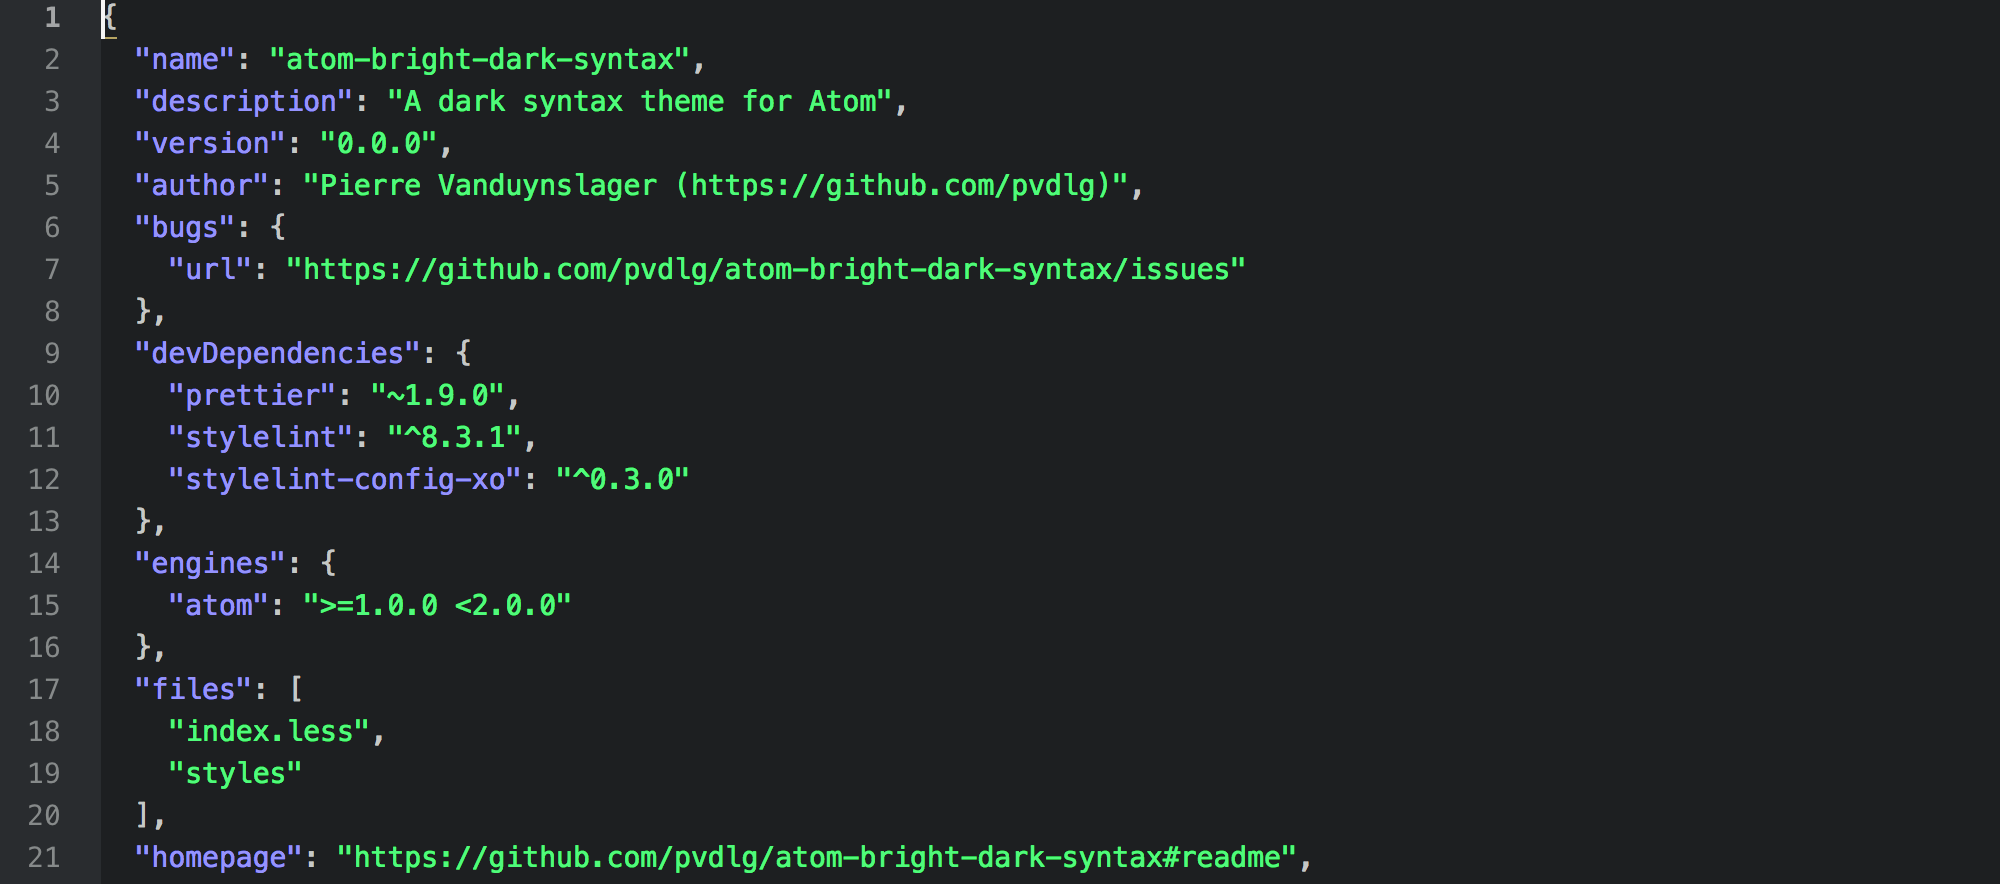 1 {
2   "name": "atom-bright-dark-syntax",
3   "description": "A dark syntax theme for Atom",
4   "version": "0.0.0",
5   "author": "Pierre Vanduynslager (https://github.com/pvdlg)",
6   "bugs": {
7     "url": "https://github.com/pvdlg/atom-bright-dark-syntax/issues"
8   },
9   "devDependencies": {
10     "prettier": "~1.9.0",
11     "stylelint": "^8.3.1",
12     "stylelint-config-xo": "^0.3.0"
13   },
14   "engines": {
15     "atom": ">=1.0.0 <2.0.0"
16   },
17   "files": [
18     "index.less",
19     "styles"
20   ],
21   "homepage": "https://github.com/pvdlg/atom-bright-dark-syntax#readme",